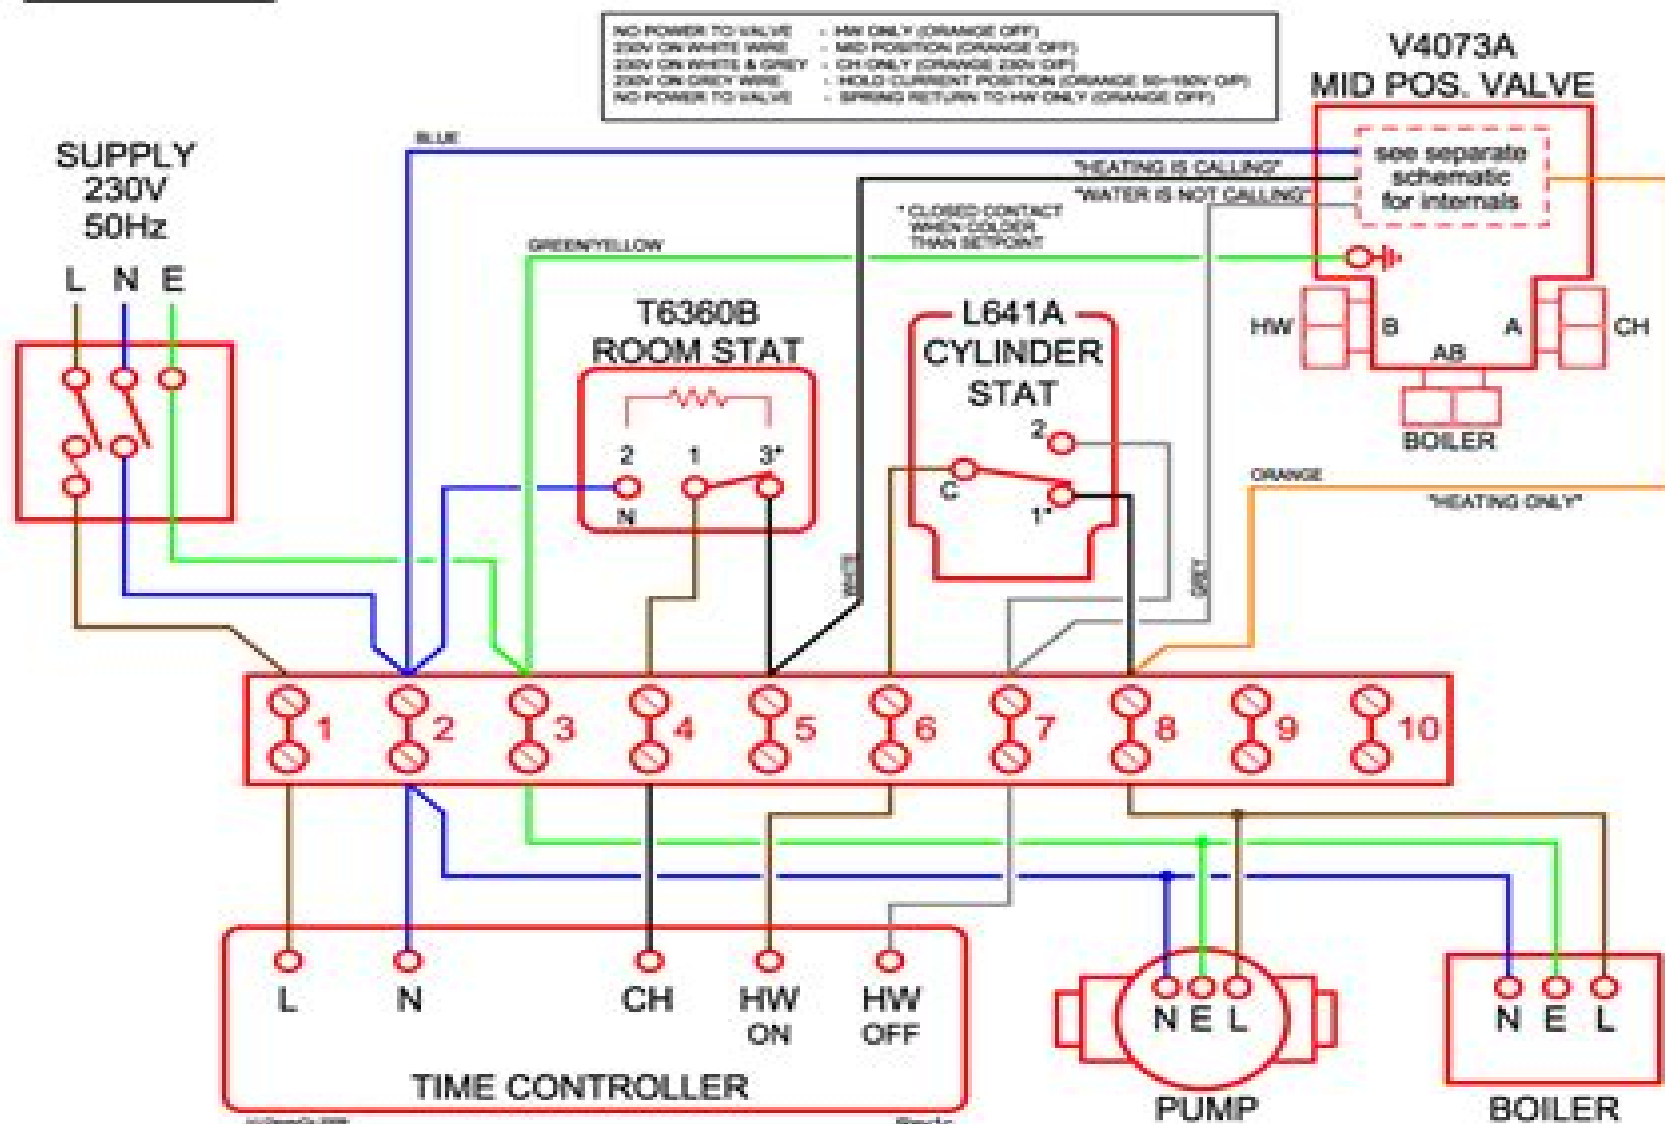 NO POWER TO VALVE - HW ONLY (ORANGE OFF)
230V ON WHITE WIRE - MID POSITION (ORANGE OFF)
230V ON WHITE & GREY - CH ONLY (ORANGE 230V O/P)
230V ON GREY WIRE - HOLD CURRENT POSITION (ORANGE 50~150V O/P)
NO POWER TO VALVE - SPRING RETURN TO HW ONLY (ORANGE OFF)
V4073A
MID POS. VALVE
SUPPLY
230V
50Hz
L N E
BLUE
"HEATING IS CALLING"
"WATER IS NOT CALLING"
see separate
schematic
for internals
* CLOSED CONTACT
WHEN COLDER
THAN SETPOINT
GREEN/YELLOW
T6360B
ROOM STAT
2 1 3*
N
L641A
CYLINDER
STAT
2
C
1*
HW B A CH
AB
BOILER
ORANGE
"HEATING ONLY"
WHITE
GREY
1 2 3 4 5 6 7 8 9 10
L N CH HW ON HW OFF
TIME CONTROLLER
N E L
PUMP
N E L
BOILER